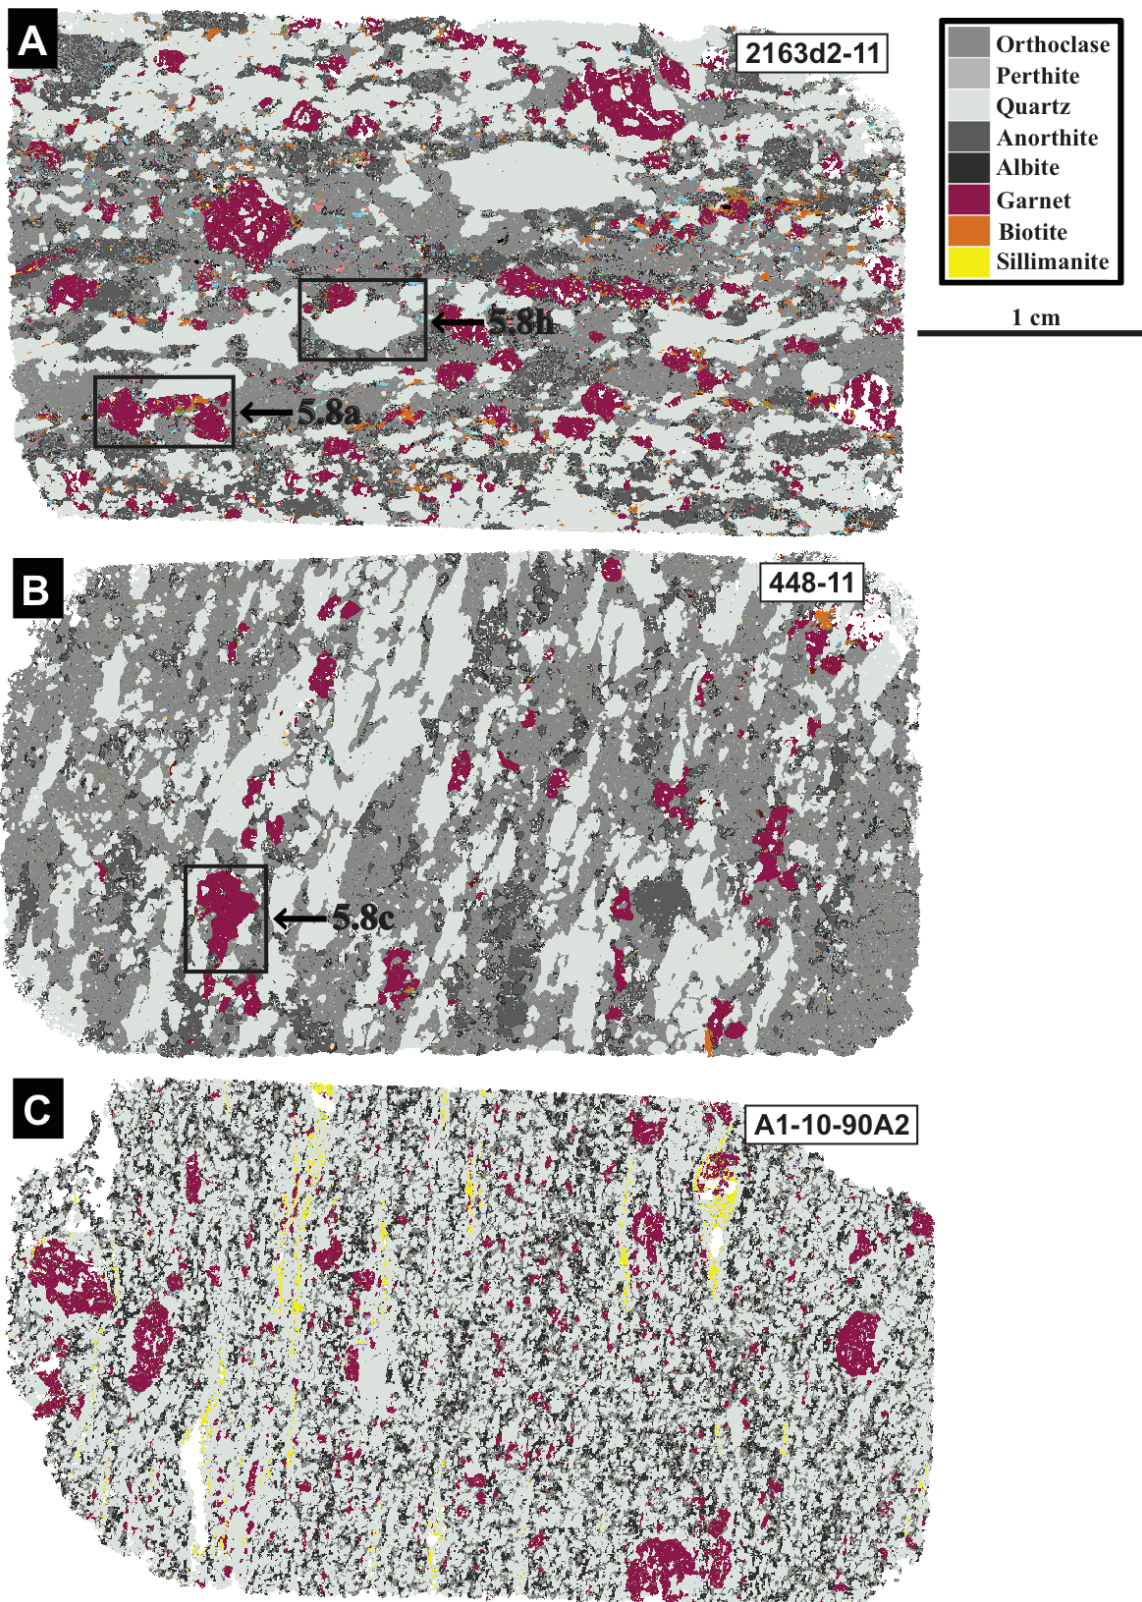 A
2163d2-11
Orthoclase
Perthite
Quartz
Anorthite
Albite
Garnet
Biotite
Sillimanite
1 cm
5.8h
5.8a
B
448-11
5.8c
C
A1-10-90A2